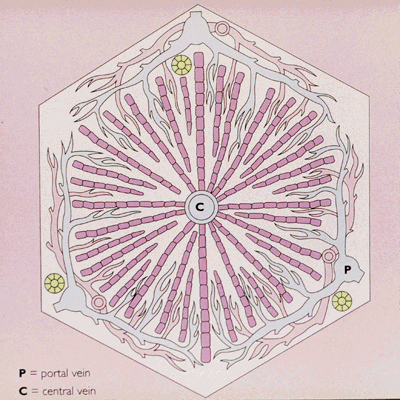 C
P
P = portal vein
C = central vein